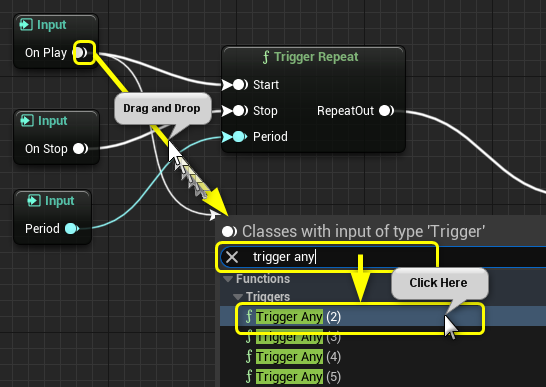 Input
On Play
Trigger Repeat
Start
Drag and Drop
Stop
RepeatOut
Input
On Stop
Period
Input
Period
Classes with input of type 'Trigger'
trigger any
Functions
Click Here
Triggers
Trigger Any (2)
Trigger Any (3)
Trigger Any (4)
Trigger Any (5)